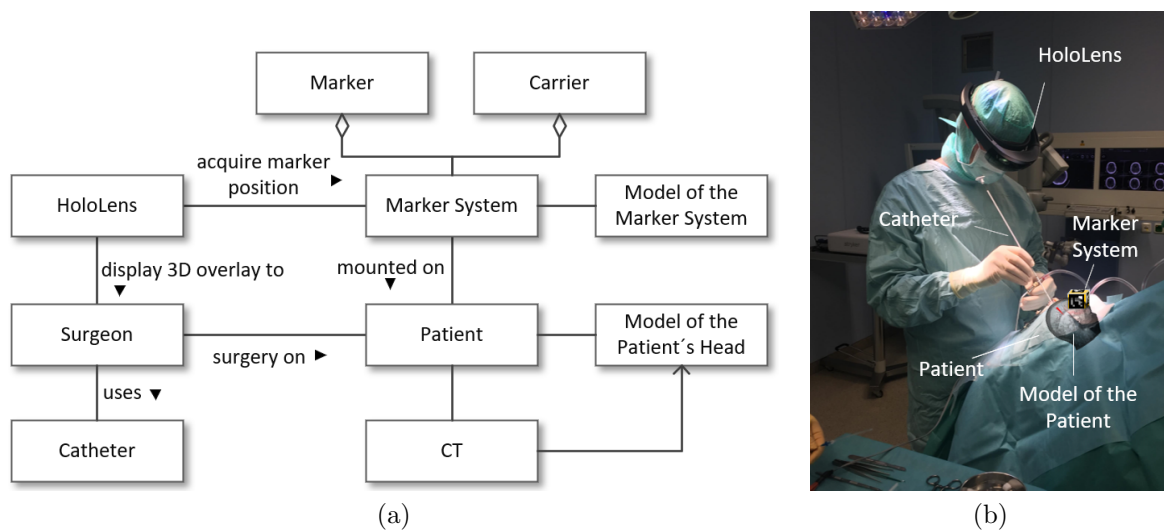 Marker
Carrier
acquire marker
position
HoloLens
Marker System
Model of the
Marker System
display 3D overlay to
mounted on
Surgeon
surgery on
Patient
Model of the
Patient´s Head
uses
Catheter
CT
(a)
HoloLens
Catheter
Marker
System
Patient
Model of the
Patient
(b)